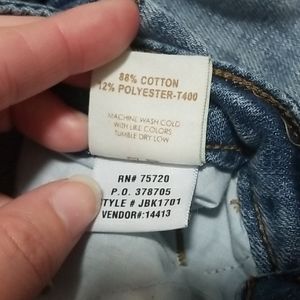 88% COTTON
12% POLYESTER-T400
MACHINE WASH COLD
WITH LIKE COLORS
TUMBLE DRY LOW
RN# 75720
P.O. 378705
STYLE # JBK1701
VENDOR#:14413